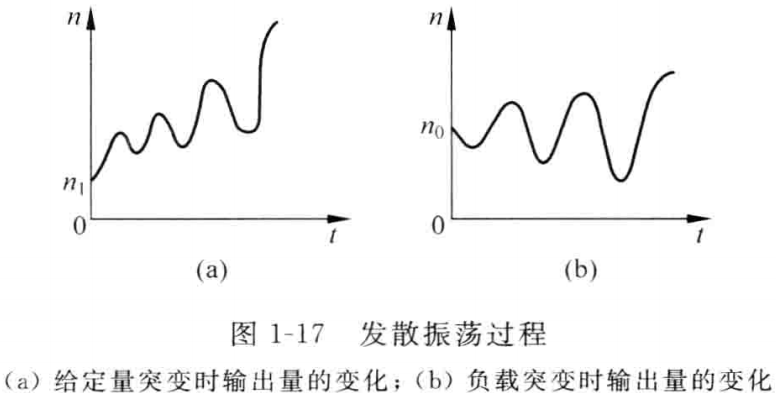 n
n₁
0
t
(a)
n
n₀
0
t
(b)
图 1-17 发散振荡过程
(a) 给定量突变时输出量的变化；(b) 负载突变时输出量的变化